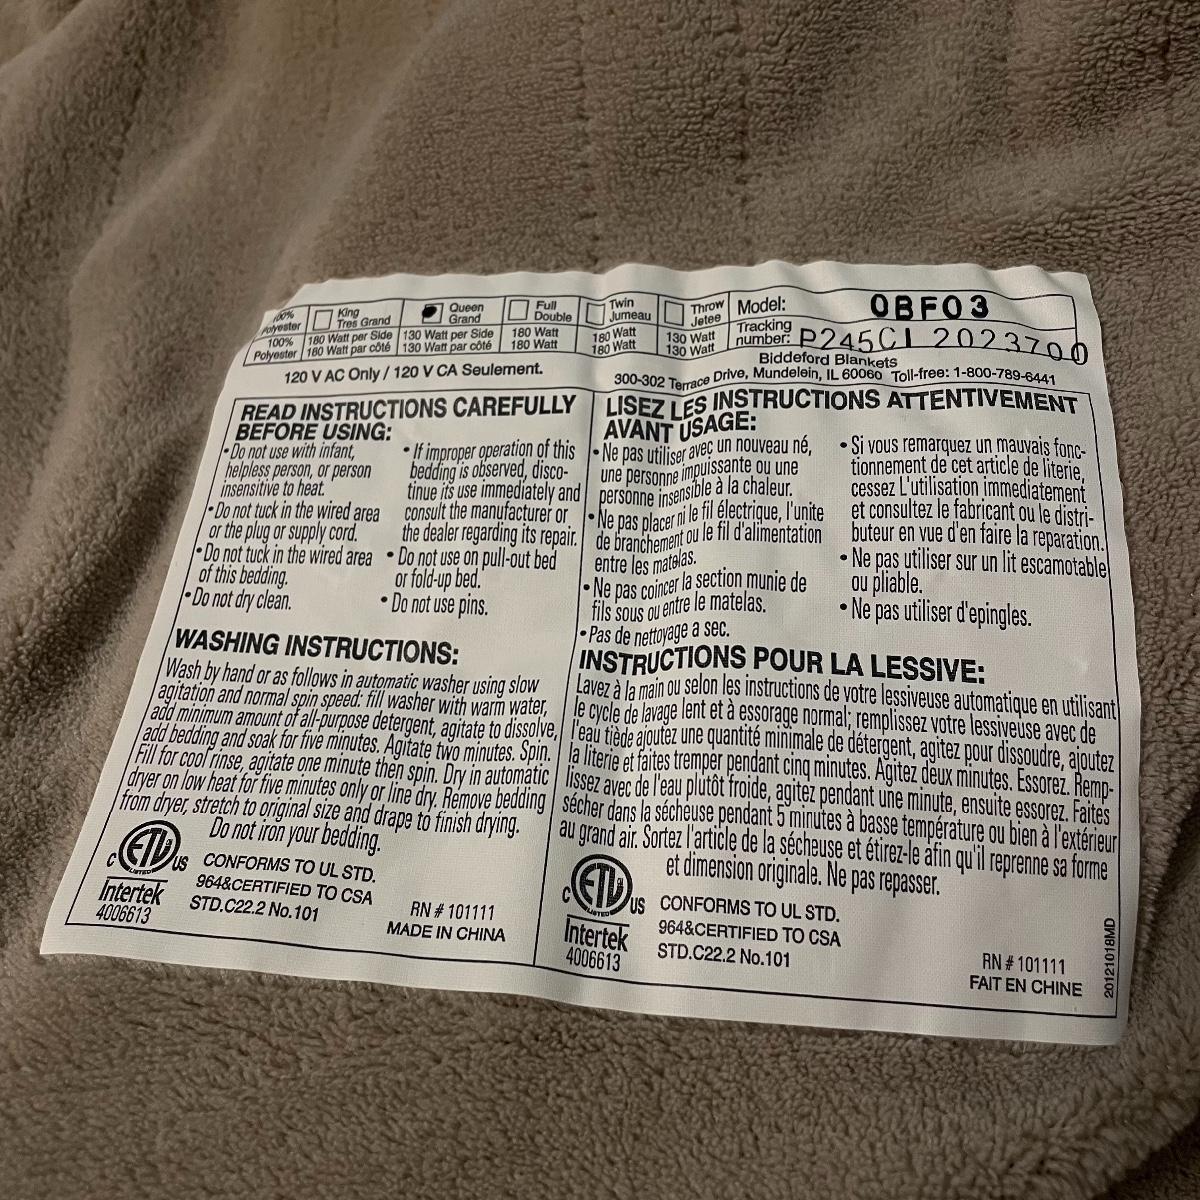 100% Polyester
King Tres Grand
Queen Grand
Full Double
Twin Jumeau
Throw Jetee
Model: OBF03
100% Polyester
180 Watt per Side 180 Watt par côté
130 Watt per Side 130 Watt par côté
180 Watt 180 Watt
180 Watt 180 Watt
130 Watt 130 Watt
Tracking number: P245CI 2023700
120 V AC Only / 120 V CA Seulement.
Biddeford Blankets
300-302 Terrace Drive, Mundelein, IL 60060 Toll-free: 1-800-789-6441
READ INSTRUCTIONS CAREFULLY
BEFORE USING:
•Do not use with infant,
helpless person, or person
insensitive to heat.
•Do not tuck in the wired area
or the plug or supply cord.
•Do not tuck in the wired area
of this bedding.
•Do not dry clean.
• If improper operation of this
bedding is observed, disco-
tinue its use immediately and
consult the manufacturer or
the dealer regarding its repair.
• Do not use on pull-out bed
or fold-up bed.
• Do not use pins.
WASHING INSTRUCTIONS:
Wash by hand or as follows in automatic washer using slow
agitation and normal spin speed: fill washer with warm water,
add minimum amount of all-purpose detergent, agitate to dissolve,
add bedding and soak for five minutes. Agitate two minutes. Spin.
Fill for cool rinse, agitate one minute then spin. Dry in automatic
dryer on low heat for five minutes only or line dry. Remove bedding
from dryer, stretch to original size and drape to finish drying.
Do not iron your bedding.
C ETL LISTED US
Intertek
4006613
CONFORMS TO UL STD.
964&CERTIFIED TO CSA
STD.C22.2 No.101
RN # 101111
MADE IN CHINA
LISEZ LES INSTRUCTIONS ATTENTIVEMENT
AVANT USAGE:
•Ne pas utiliser avec un nouveau né,
une personne impuissante ou une
personne insensible à la chaleur.
•Ne pas placer ni le fil électrique, l'unite
de branchement ou le fil d'alimentation
entre les matelas.
•Ne pas coincer la section munie de
fils sous ou entre le matelas.
•Pas de nettoyage a sec.
• Si vous remarquez un mauvais fonc-
tionnement de cet article de literie,
cessez L'utilisation immediatement
et consultez le fabricant ou le distri-
buteur en vue d'en faire la reparation.
• Ne pas utiliser sur un lit escamotable
ou pliable.
• Ne pas utiliser d'epingles.
INSTRUCTIONS POUR LA LESSIVE:
Lavez à la main ou selon les instructions de votre lessiveuse automatique en utilisant
le cycle de lavage lent et à essorage normal; remplissez votre lessiveuse avec de
l'eau tiède ajoutez une quantité minimale de détergent, agitez pour dissoudre, ajoutez
la literie et faites tremper pendant cinq minutes. Agitez deux minutes. Essorez. Remp-
lissez avec de l'eau plutôt froide, agitez pendant une minute, ensuite essorez. Faites
sécher dans la sécheuse pendant 5 minutes à basse température ou bien à l'extérieur
au grand air. Sortez l'article de la sécheuse et étirez-le afin qu'il reprenne sa forme
et dimension originale. Ne pas repasser.
C ETL LISTED US
Intertek
4006613
CONFORMS TO UL STD.
964&CERTIFIED TO CSA
STD.C22.2 No.101
RN # 101111
FAIT EN CHINE
20121018MD